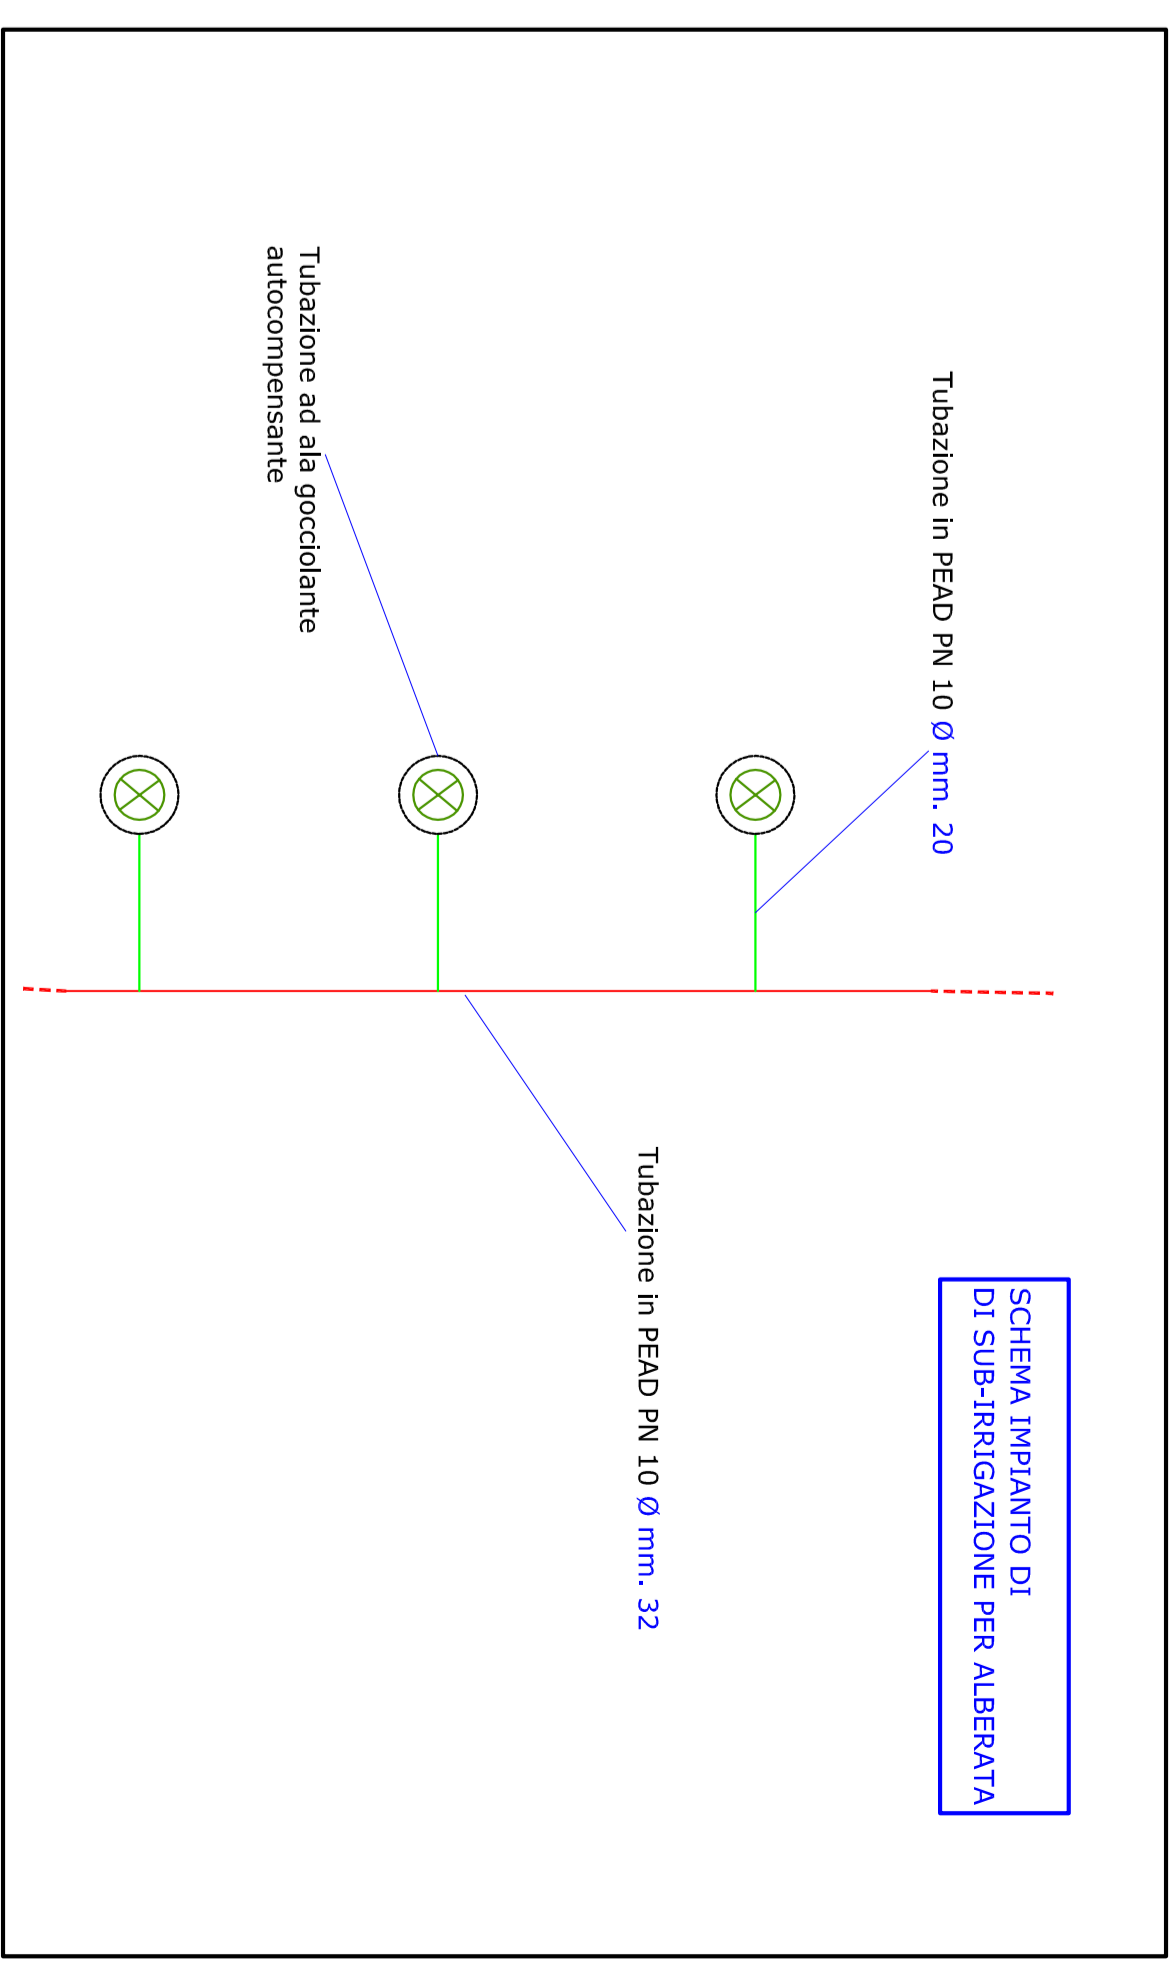 SCHEMA IMPIANTO DI
DI SUB-IRRIGAZIONE PER ALBERATA
Tubazione in PEAD PN 10 Ø mm. 20
Tubazione in PEAD PN 10 Ø mm. 32
Tubazione ad ala gocciolante
autocompensante